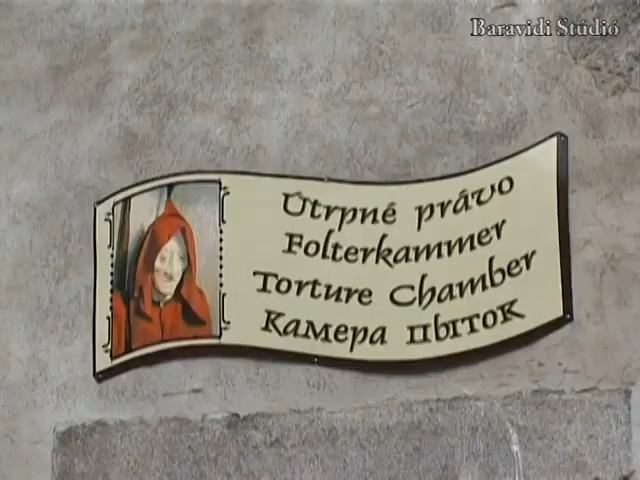 Baravidi Stúdió
Útrpné právo
Folterkammer
Torture Chamber
Камера пыток